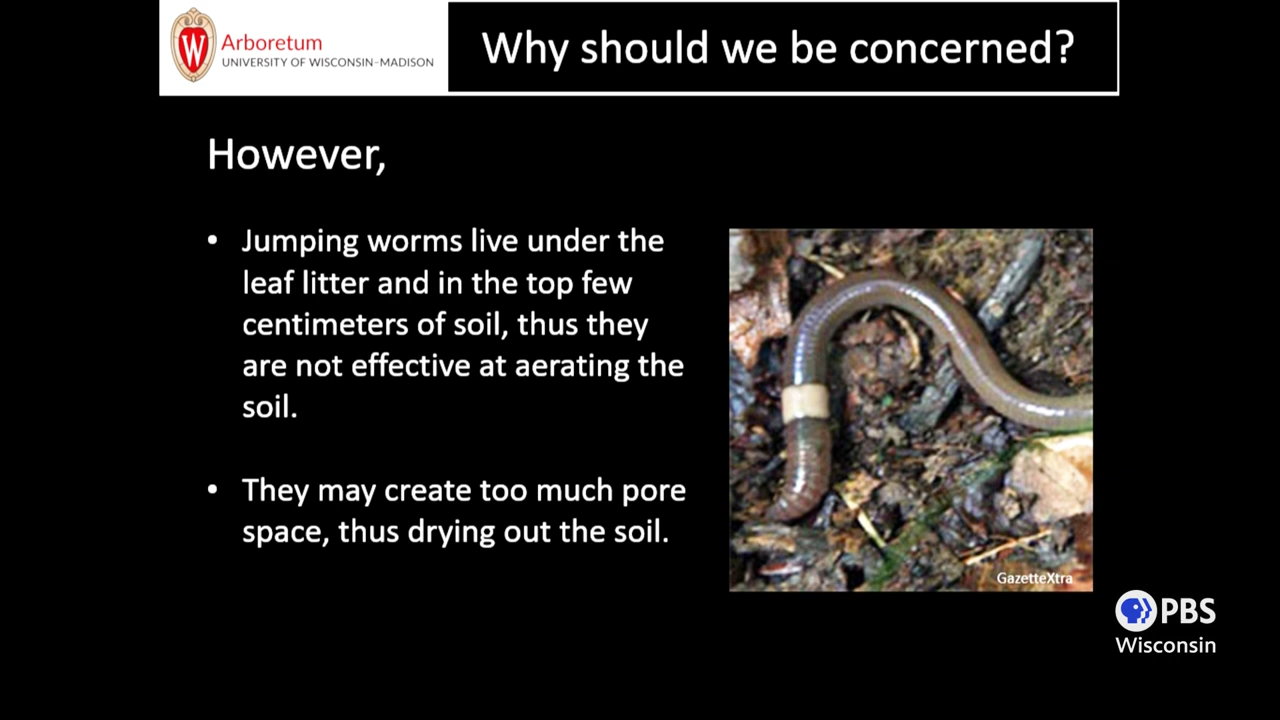 W
Arboretum
UNIVERSITY OF WISCONSIN–MADISON
Why should we be concerned?
However,
• Jumping worms live under the
leaf litter and in the top few
centimeters of soil, thus they
are not effective at aerating the
soil.
• They may create too much pore
space, thus drying out the soil.
GazetteXtra
PBS
Wisconsin